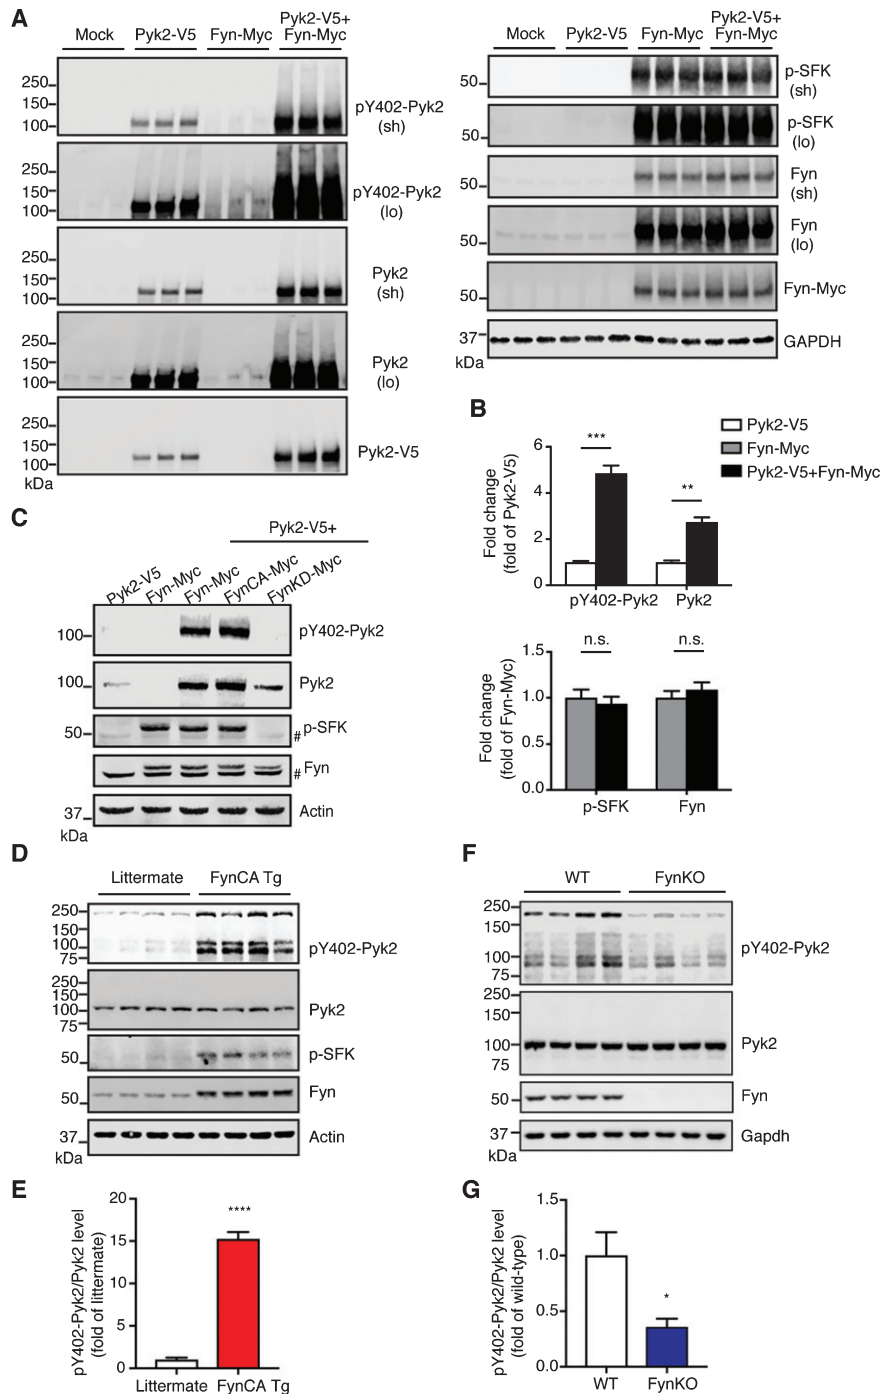 A
Mock Pyk2-V5 Fyn-Myc Pyk2-V5+
Fyn-Myc
250
150
100
pY402-Pyk2
(sh)
250
150
100
pY402-Pyk2
(lo)
250
150
100
Pyk2
(sh)
250
150
100
Pyk2
(lo)
250
150
100
Pyk2-V5
kDa
Mock Pyk2-V5 Fyn-Myc Pyk2-V5+
Fyn-Myc
50
p-SFK
(sh)
50
p-SFK
(lo)
50
Fyn
(sh)
50
Fyn
(lo)
50
Fyn-Myc
37
GAPDH
kDa
B
Pyk2-V5
Fyn-Myc
Pyk2-V5+Fyn-Myc
Fold change
(fold of Pyk2-V5)
6
4
2
0
***
**
pY402-Pyk2 Pyk2
Fold change
(fold of Fyn-Myc)
1.5
1.0
0.5
0.0
n.s. n.s.
p-SFK Fyn
C
Pyk2-V5+
Pyk2-V5 Fyn-Myc Fyn-Myc FynCA-Myc FynKD-Myc
100
pY402-Pyk2
100
Pyk2
50
# p-SFK
# Fyn
37
Actin
kDa
D
Littermate FynCA Tg
250
150
100
75
pY402-Pyk2
250
150
100
75
Pyk2
50
p-SFK
50
Fyn
37
Actin
kDa
E
pY402-Pyk2/Pyk2 level
(fold of littermate)
20
15
10
5
0
****
Littermate FynCA Tg
F
WT FynKO
250
150
100
75
pY402-Pyk2
250
150
100
75
Pyk2
50
Fyn
37
Gapdh
kDa
G
pY402-Pyk2/Pyk2 level
(fold of wild-type)
1.5
1.0
0.5
0.0
*
WT FynKO